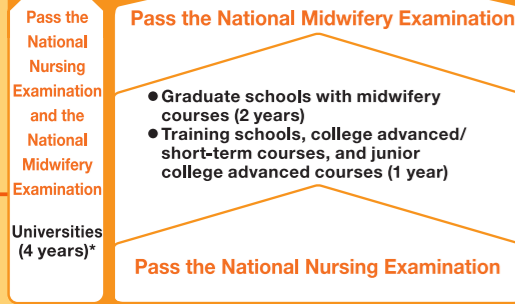 Pass the
National
Nursing
Examination
and the
National
Midwifery
Examination
Universities
(4 years)*
Pass the National Midwifery Examination
● Graduate schools with midwifery
courses (2 years)
● Training schools, college advanced/
short-term courses, and junior
college advanced courses (1 year)
Pass the National Nursing Examination